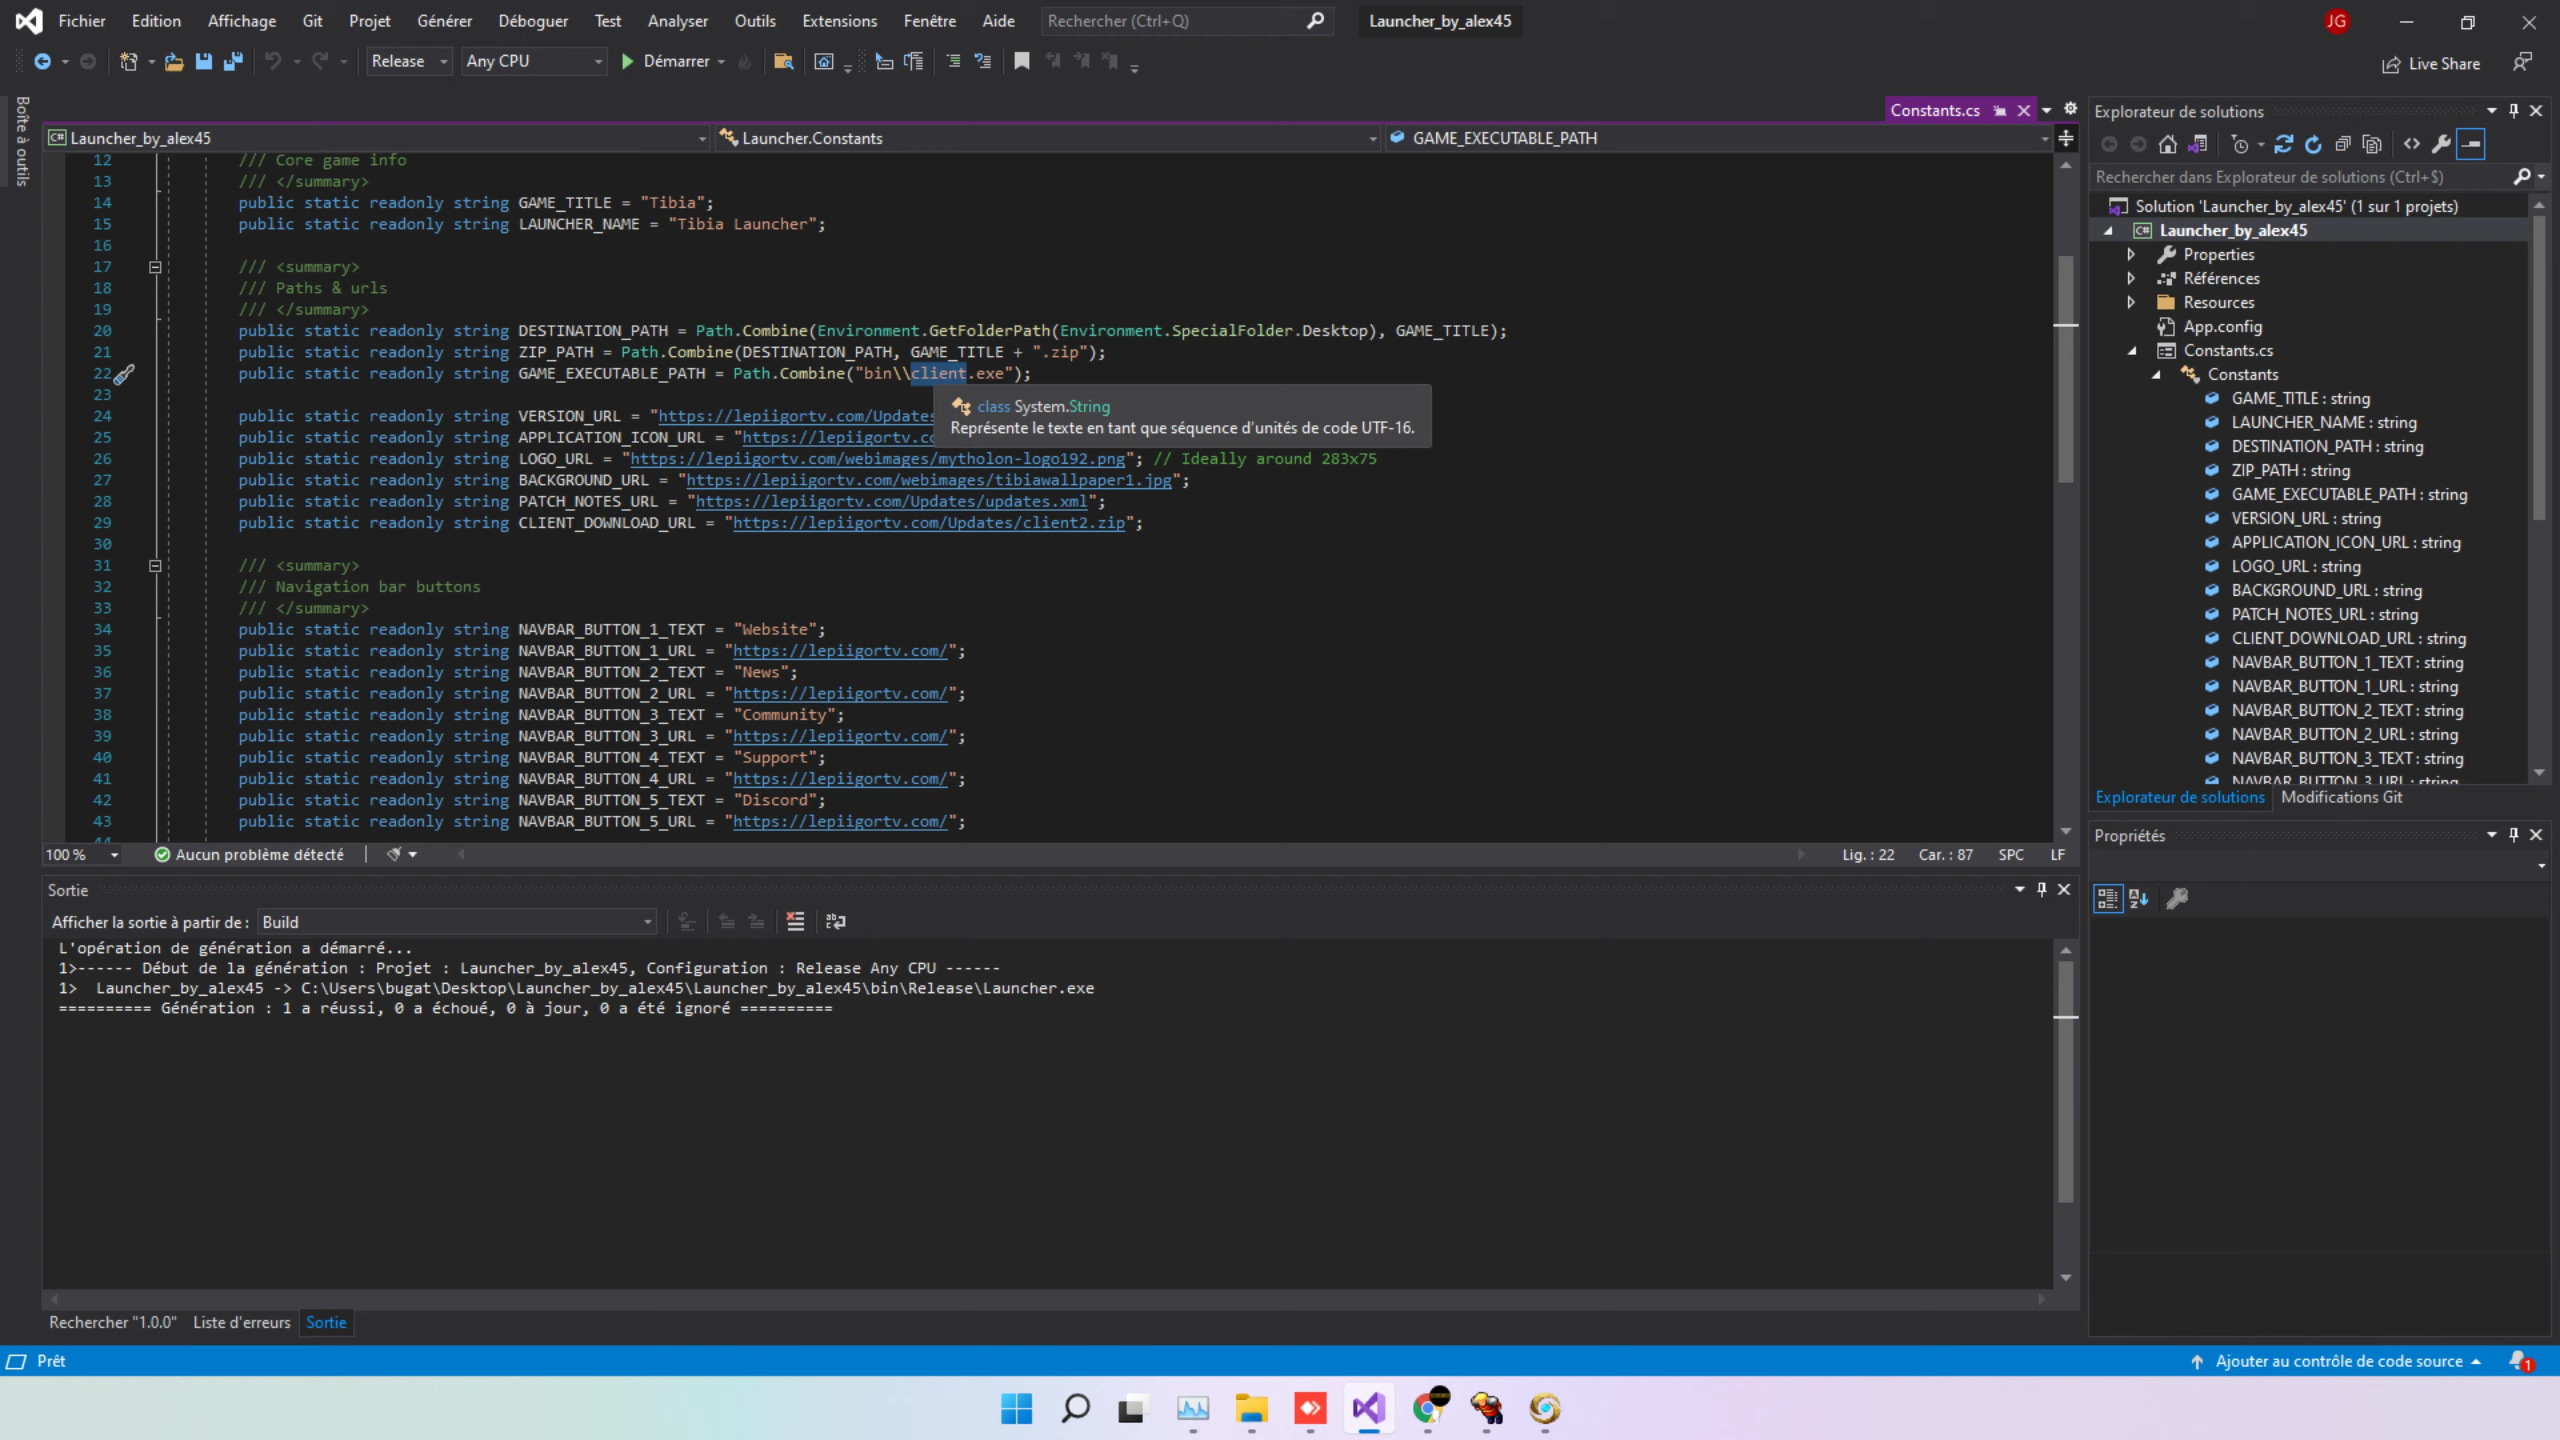 Fichier Edition Affichage Git Projet Générer Déboguer Test Analyser Outils Extensions Fenêtre Aide Rechercher (Ctrl+Q) Launcher_by_alex45 JG
Release Any CPU Démarrer Live Share
Boîte à outils
Constants.cs
Launcher_by_alex45 Launcher.Constants GAME_EXECUTABLE_PATH
12 /// Core game info
13 /// </summary>
14 public static readonly string GAME_TITLE = "Tibia";
15 public static readonly string LAUNCHER_NAME = "Tibia Launcher";
16
17 /// <summary>
18 /// Paths & urls
19 /// </summary>
20 public static readonly string DESTINATION_PATH = Path.Combine(Environment.GetFolderPath(Environment.SpecialFolder.Desktop), GAME_TITLE);
21 public static readonly string ZIP_PATH = Path.Combine(DESTINATION_PATH, GAME_TITLE + ".zip");
22 public static readonly string GAME_EXECUTABLE_PATH = Path.Combine("bin\\client.exe");
23
class System.String
Représente le texte en tant que séquence d'unités de code UTF-16.
24 public static readonly string VERSION_URL = "https://lepiigortv.com/Updates
25 public static readonly string APPLICATION_ICON_URL = "https://lepiigortv.co
26 public static readonly string LOGO_URL = "https://lepiigortv.com/webimages/mytholon-logo192.png"; // Ideally around 283x75
27 public static readonly string BACKGROUND_URL = "https://lepiigortv.com/webimages/tibiawallpaper1.jpg";
28 public static readonly string PATCH_NOTES_URL = "https://lepiigortv.com/Updates/updates.xml";
29 public static readonly string CLIENT_DOWNLOAD_URL = "https://lepiigortv.com/Updates/client2.zip";
30
31 /// <summary>
32 /// Navigation bar buttons
33 /// </summary>
34 public static readonly string NAVBAR_BUTTON_1_TEXT = "Website";
35 public static readonly string NAVBAR_BUTTON_1_URL = "https://lepiigortv.com/";
36 public static readonly string NAVBAR_BUTTON_2_TEXT = "News";
37 public static readonly string NAVBAR_BUTTON_2_URL = "https://lepiigortv.com/";
38 public static readonly string NAVBAR_BUTTON_3_TEXT = "Community";
39 public static readonly string NAVBAR_BUTTON_3_URL = "https://lepiigortv.com/";
40 public static readonly string NAVBAR_BUTTON_4_TEXT = "Support";
41 public static readonly string NAVBAR_BUTTON_4_URL = "https://lepiigortv.com/";
42 public static readonly string NAVBAR_BUTTON_5_TEXT = "Discord";
43 public static readonly string NAVBAR_BUTTON_5_URL = "https://lepiigortv.com/";
100 % Aucun problème détecté Lig. : 22 Car. : 87 SPC LF
Sortie
Afficher la sortie à partir de : Build
L'opération de génération a démarré...
1>------ Début de la génération : Projet : Launcher_by_alex45, Configuration : Release Any CPU ------
1> Launcher_by_alex45 -> C:\Users\bugat\Desktop\Launcher_by_alex45\Launcher_by_alex45\bin\Release\Launcher.exe
========== Génération : 1 a réussi, 0 a échoué, 0 à jour, 0 a été ignoré ==========
Rechercher "1.0.0" Liste d'erreurs Sortie
Explorateur de solutions
Rechercher dans Explorateur de solutions (Ctrl+$)
Solution 'Launcher_by_alex45' (1 sur 1 projets)
Launcher_by_alex45
Properties
Références
Resources
App.config
Constants.cs
Constants
GAME_TITLE : string
LAUNCHER_NAME : string
DESTINATION_PATH : string
ZIP_PATH : string
GAME_EXECUTABLE_PATH : string
VERSION_URL : string
APPLICATION_ICON_URL : string
LOGO_URL : string
BACKGROUND_URL : string
PATCH_NOTES_URL : string
CLIENT_DOWNLOAD_URL : string
NAVBAR_BUTTON_1_TEXT : string
NAVBAR_BUTTON_1_URL : string
NAVBAR_BUTTON_2_TEXT : string
NAVBAR_BUTTON_2_URL : string
NAVBAR_BUTTON_3_TEXT : string
NAVBAR_BUTTON_3_URL : string
Explorateur de solutions Modifications Git
Propriétés
Prêt Ajouter au contrôle de code source 1